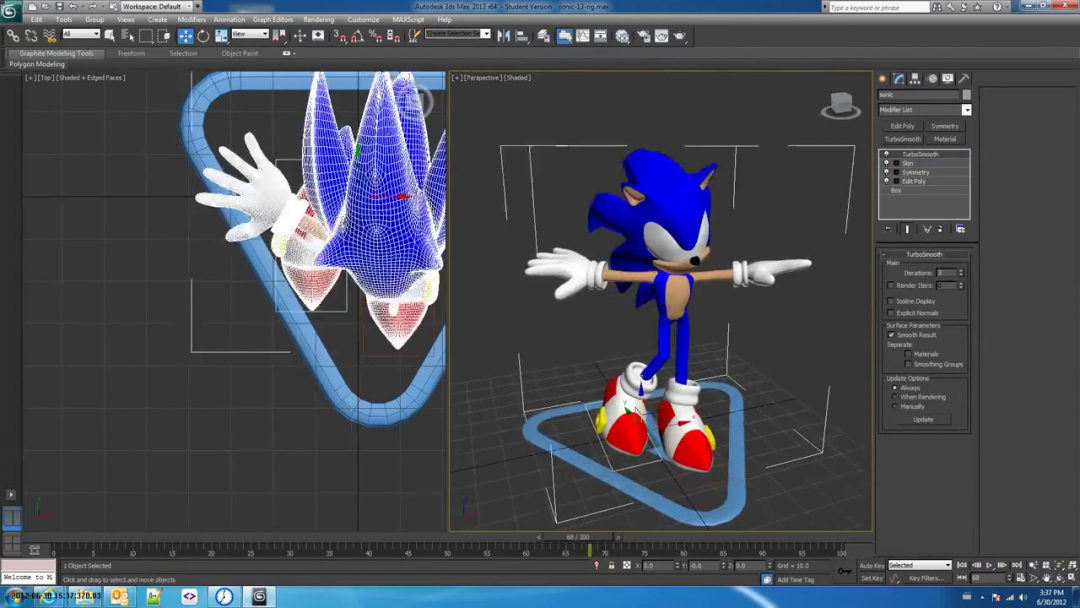 Workspace: Default
Autodesk 3ds Max 2013 x64 - Student Version sonic-13-rig.max
Type a keyword or phrase
Edit Tools Group Views Create Modifiers Animation Graph Editors Rendering Customize MAXScript Help
All View Create Selection Se
Graphite Modeling Tools Freeform Selection Object Paint
Polygon Modeling
[+] [Top] [Shaded + Edged Faces]
[+] [Perspective] [Shaded]
sonic
Modifier List
Edit Poly Symmetry
TurboSmooth Material
TurboSmooth
Skin
Symmetry
Edit Poly
Box
TurboSmooth
Main:
Iterations: 3
Render Iters:
Isoline Display
Explicit Normals
Surface Parameters
Smooth Result
Separate
Materials
Smoothing Groups
Update Options
Always
When Rendering
Manually
Update
68 / 100
0 5 10 15 20 25 30 35 40 45 50 55 60 65 70 75 80 85 90 95 100
1 Object Selected
X: 0.0 Y: -0.0 Z: 0.0 Grid = 10.0
Auto Key Selected
Welcome to M
Click and drag to select and move objects
Add Time Tag
Set Key Key Filters... 68
2012-06-30 15:37:370.03
3:37 PM
6/30/2012